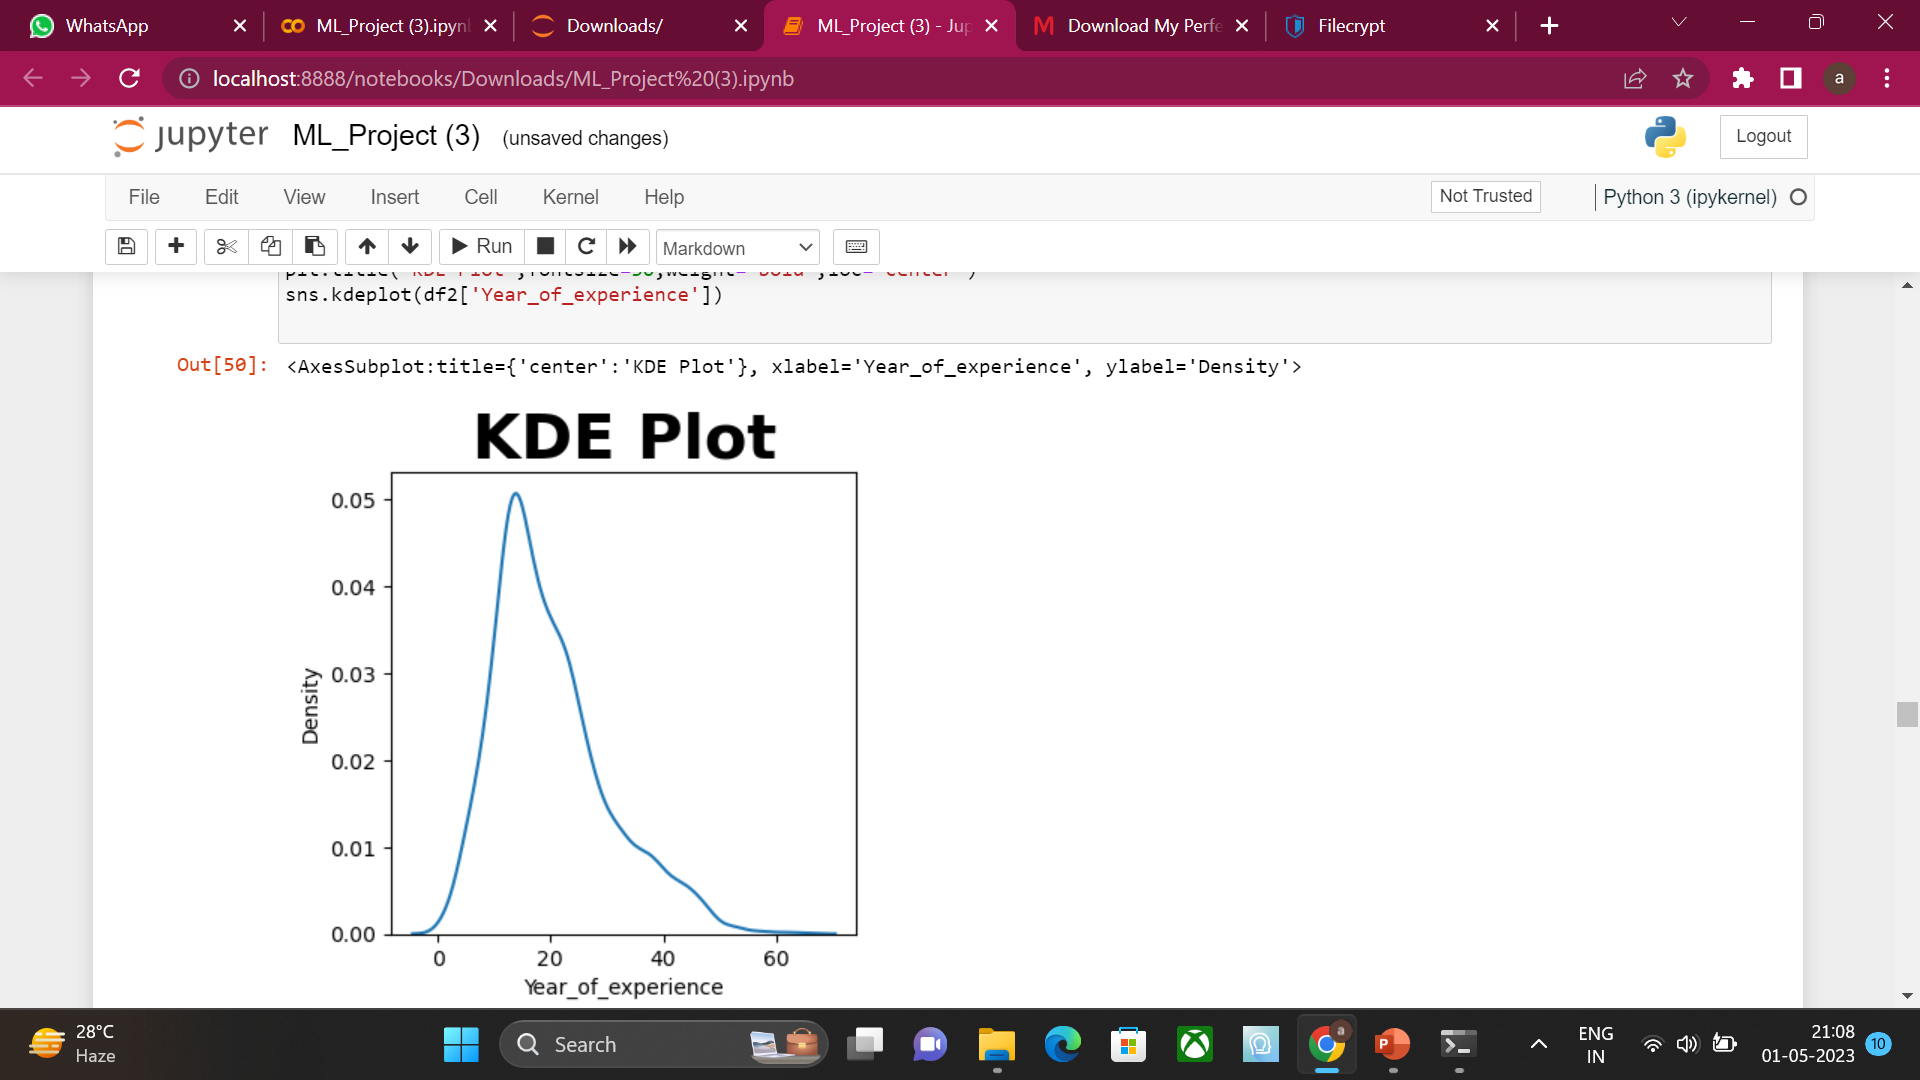 WhatsApp
ML_Project (3).ipyn
Downloads/
ML_Project (3) - Jup
Download My Perfe
Filecrypt
localhost:8888/notebooks/Downloads/ML_Project%20(3).ipynb
a
jupyter ML_Project (3) (unsaved changes)
Logout
File Edit View Insert Cell Kernel Help
Not Trusted
Python 3 (ipykernel)
Run
Markdown
sns.kdeplot(df2['Year_of_experience'])
Out[50]: <AxesSubplot:title={'center':'KDE Plot'}, xlabel='Year_of_experience', ylabel='Density'>
KDE Plot
0.05
0.04
0.03
0.02
0.01
0.00
Density
0 20 40 60
Year_of_experience
28°C
Haze
Search
a
P
ENG
IN
21:08
01-05-2023
10